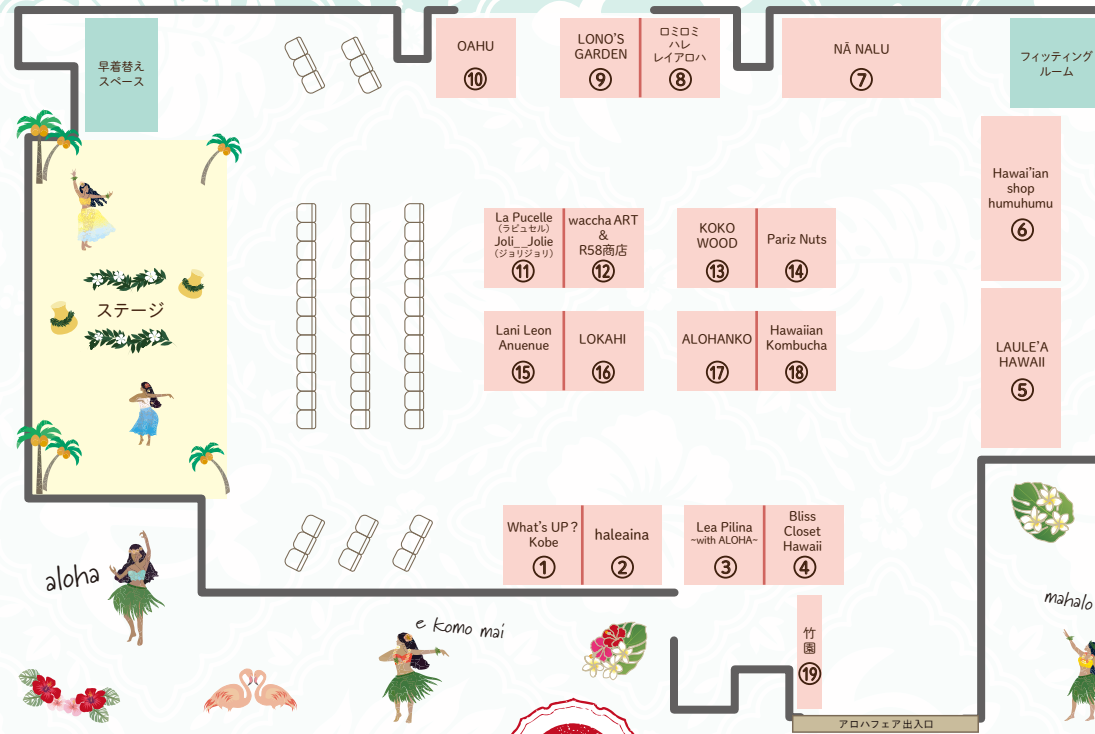 早着替え
スペース
OAHU
⑩
LONO'S
GARDEN
⑨
ロミロミ
ハレ
レイアロハ
⑧
NĀ NALU
⑦
フィッティング
ルーム
Hawai'ian
shop
humuhumu
⑥
La Pucelle
（ラピュセル）
Joli__Jolie
（ジョリジョリ）
⑪
waccha ART
&
R58商店
⑫
KOKO
WOOD
⑬
Pariz Nuts
⑭
ステージ
Lani Leon
Anuenue
⑮
LOKAHI
⑯
ALOHANKO
⑰
Hawaiian
Kombucha
⑱
LAULE'A
HAWAII
⑤
What's UP？
Kobe
①
haleaina
②
Lea Pilina
~with ALOHA~
③
Bliss
Closet
Hawaii
④
aloha
e komo mai
mahalo
竹
園
⑲
アロハフェア出入口